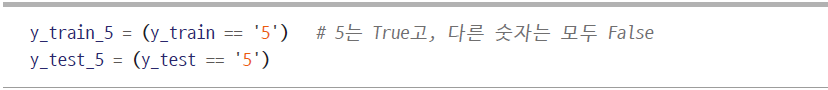 y_train_5 = (y_train == '5')   # 5는 True고, 다른 숫자는 모두 False
y_test_5 = (y_test == '5')